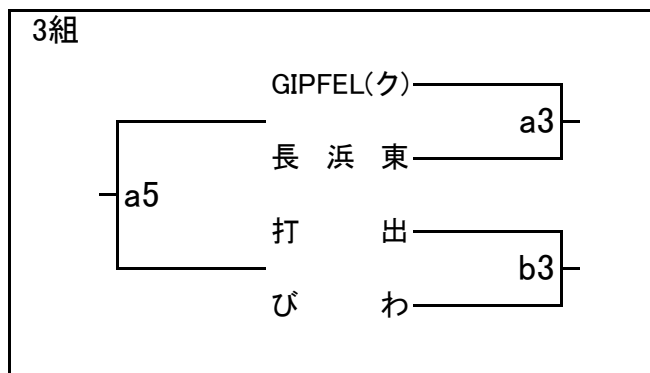 3組
GIPFEL(ク)
a3
長 浜 東
a5
打 出
b3
び わ